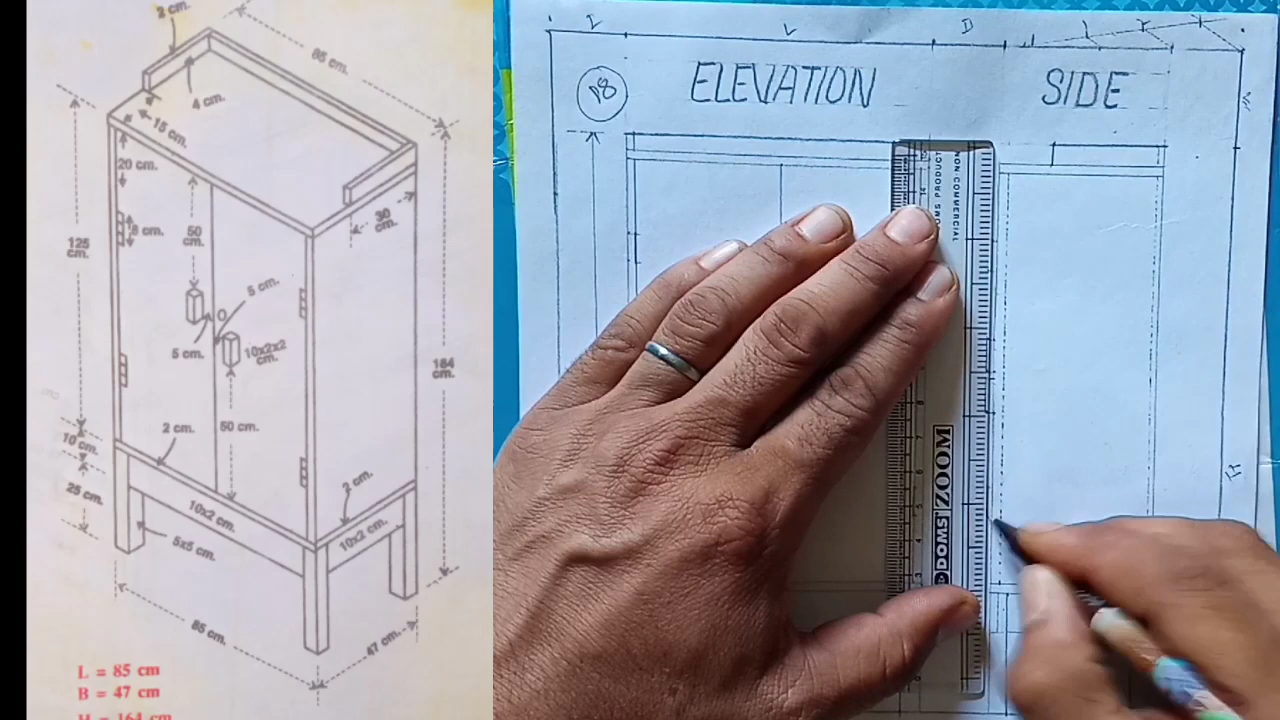 2 cm.
85 cm.
4 cm.
15 cm.
20 cm.
8 cm.
125
cm.
50
cm.
30
cm.
5 cm.
5 cm.
10x2x2
cm.
164
cm.
2 cm.
50 cm.
10
cm.
25
cm.
10x2 cm.
2 cm.
10x2 cm.
5x5 cm.
85 cm.
47 cm.
L = 85 cm
B = 47 cm
H = 164 cm
L
D
ELEVATION
SIDE
NON COMMERCIAL
DOMS ZOOM
H